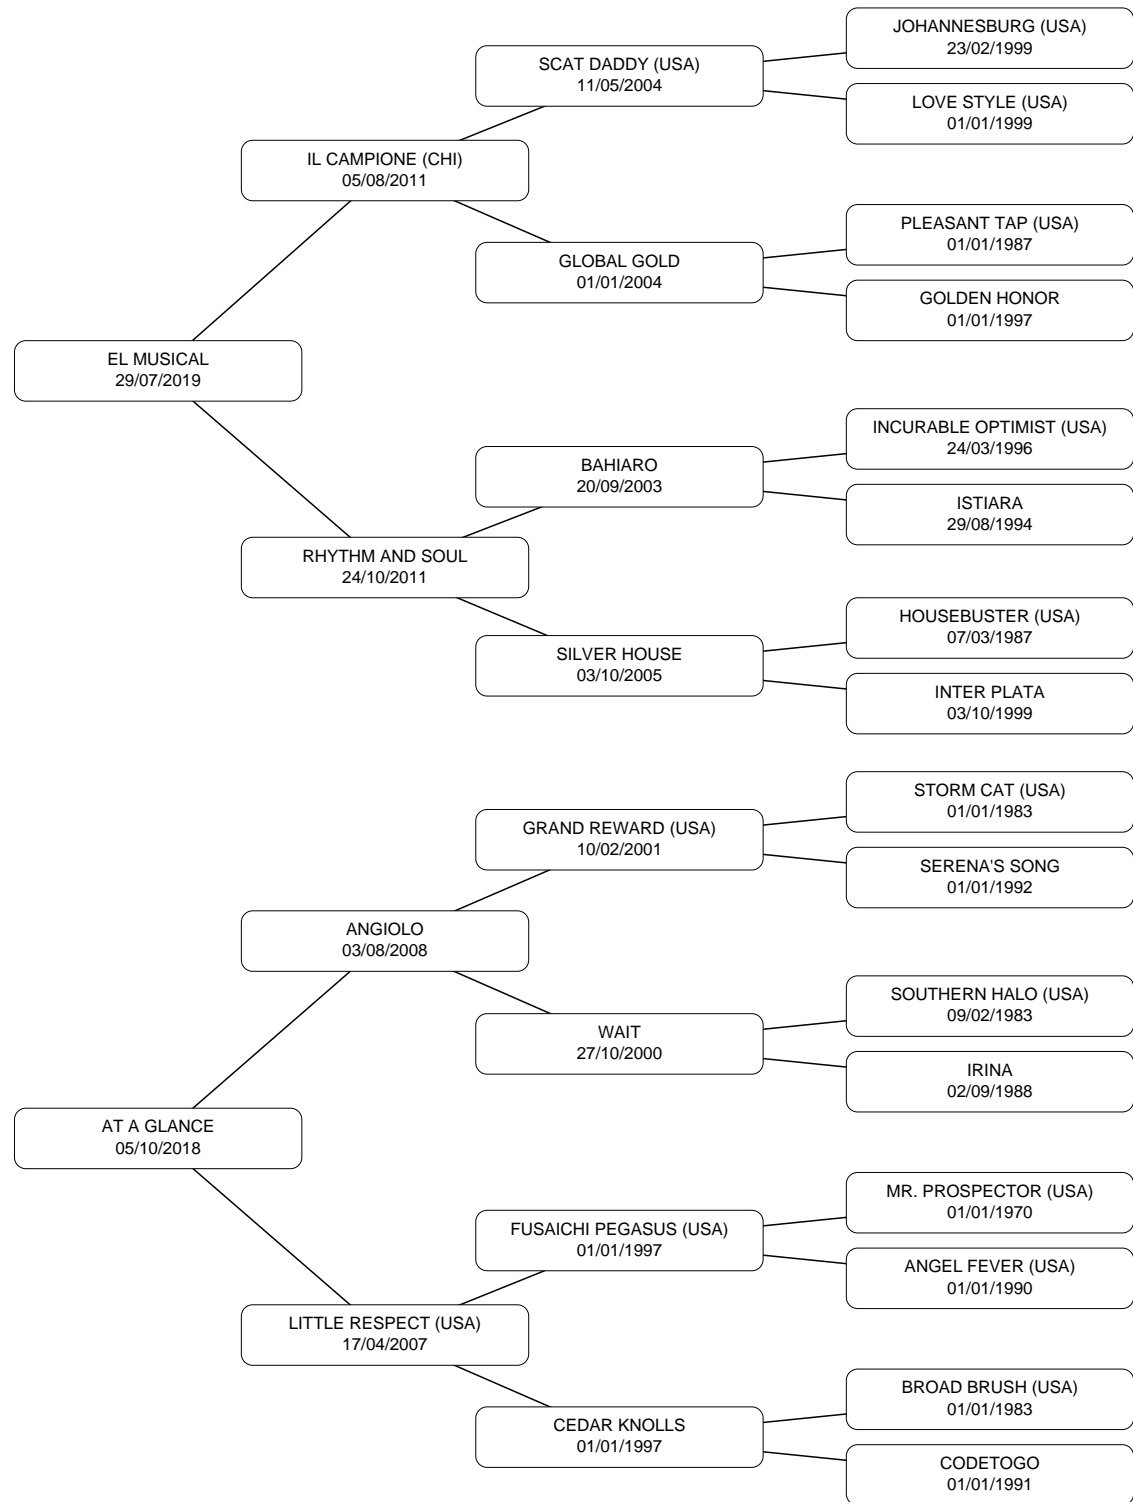 JOHANNESBURG (USA)
23/02/1999
SCAT DADDY (USA)
11/05/2004
LOVE STYLE (USA)
01/01/1999
IL CAMPIONE (CHI)
05/08/2011
PLEASANT TAP (USA)
01/01/1987
GLOBAL GOLD
01/01/2004
GOLDEN HONOR
01/01/1997
EL MUSICAL
29/07/2019
INCURABLE OPTIMIST (USA)
24/03/1996
BAHIARO
20/09/2003
ISTIARA
29/08/1994
RHYTHM AND SOUL
24/10/2011
HOUSEBUSTER (USA)
07/03/1987
SILVER HOUSE
03/10/2005
INTER PLATA
03/10/1999
STORM CAT (USA)
01/01/1983
GRAND REWARD (USA)
10/02/2001
SERENA'S SONG
01/01/1992
ANGIOLO
03/08/2008
SOUTHERN HALO (USA)
09/02/1983
WAIT
27/10/2000
IRINA
02/09/1988
AT A GLANCE
05/10/2018
MR. PROSPECTOR (USA)
01/01/1970
FUSAICHI PEGASUS (USA)
01/01/1997
ANGEL FEVER (USA)
01/01/1990
LITTLE RESPECT (USA)
17/04/2007
BROAD BRUSH (USA)
01/01/1983
CEDAR KNOLLS
01/01/1997
CODETOGO
01/01/1991